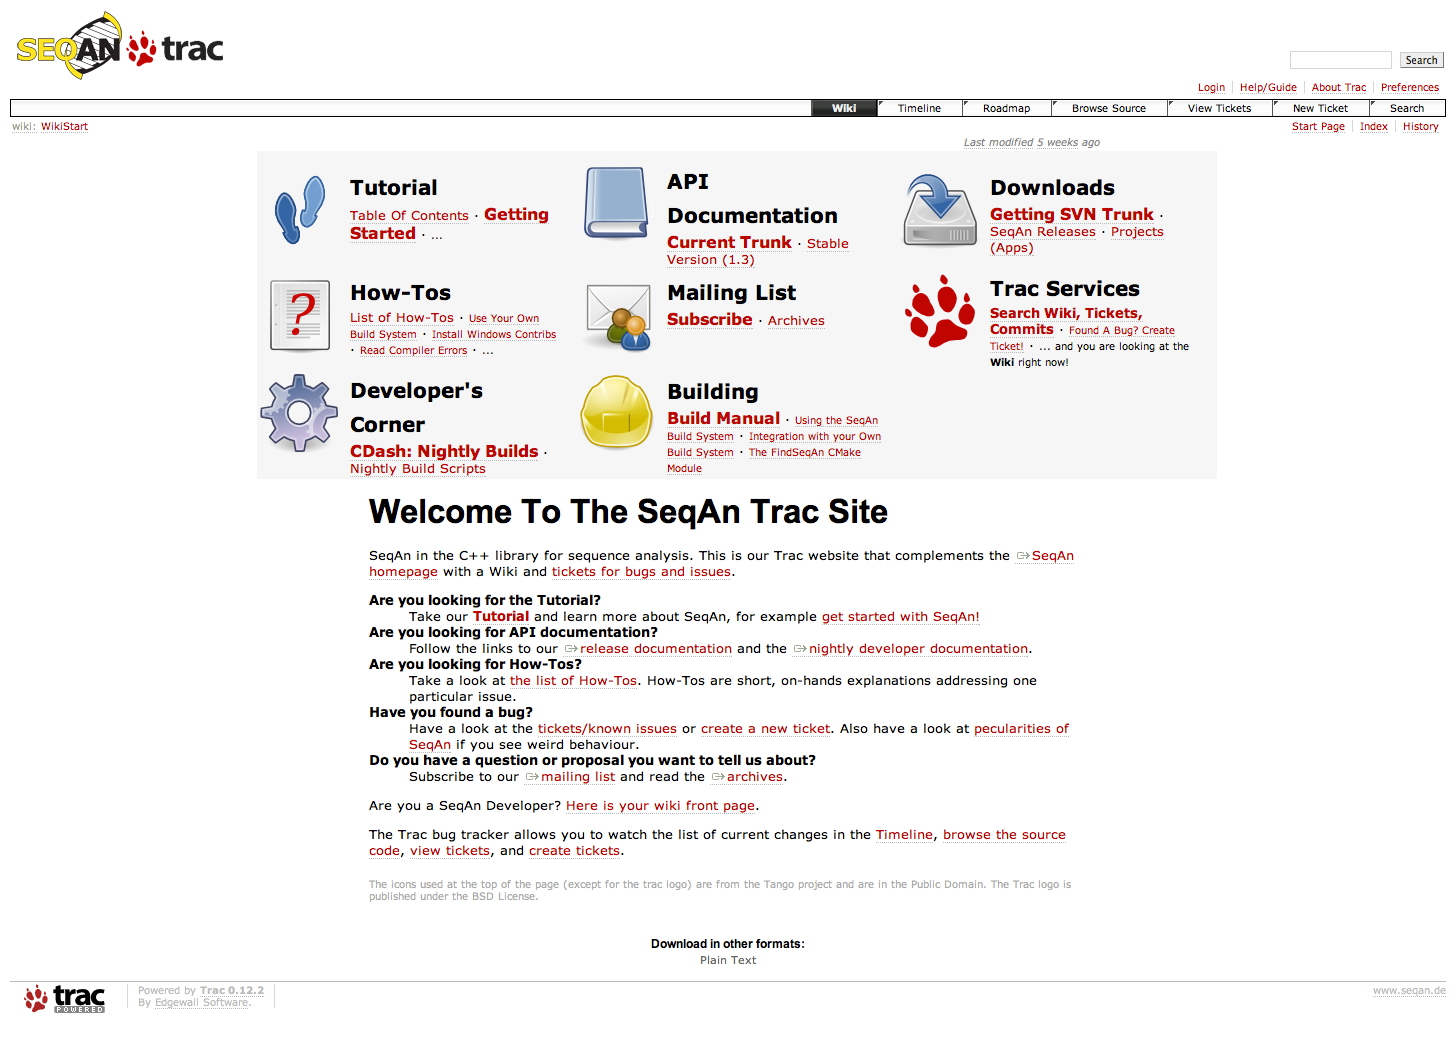 SEQAN trac
Search
Login Help/Guide About Trac Preferences
Wiki Timeline Roadmap Browse Source View Tickets New Ticket Search
wiki: WikiStart
Start Page Index History
Last modified 5 weeks ago
Tutorial
Table Of Contents · Getting
Started · ...
API
Documentation
Current Trunk · Stable
Version (1.3)
Downloads
Getting SVN Trunk ·
SeqAn Releases · Projects
(Apps)
?
How-Tos
List of How-Tos · Use Your Own
Build System · Install Windows Contribs
· Read Compiler Errors · ...
Mailing List
Subscribe · Archives
Trac Services
Search Wiki, Tickets,
Commits · Found A Bug? Create
Ticket! · ... and you are looking at the
Wiki right now!
Developer's
Corner
CDash: Nightly Builds ·
Nightly Build Scripts
Building
Build Manual · Using the SeqAn
Build System · Integration with your Own
Build System · The FindSeqAn CMake
Module
Welcome To The SeqAn Trac Site
SeqAn in the C++ library for sequence analysis. This is our Trac website that complements the SeqAn
homepage with a Wiki and tickets for bugs and issues.
Are you looking for the Tutorial?
Take our Tutorial and learn more about SeqAn, for example get started with SeqAn!
Are you looking for API documentation?
Follow the links to our release documentation and the nightly developer documentation.
Are you looking for How-Tos?
Take a look at the list of How-Tos. How-Tos are short, on-hands explanations addressing one
particular issue.
Have you found a bug?
Have a look at the tickets/known issues or create a new ticket. Also have a look at pecularities of
SeqAn if you see weird behaviour.
Do you have a question or proposal you want to tell us about?
Subscribe to our mailing list and read the archives.
Are you a SeqAn Developer? Here is your wiki front page.
The Trac bug tracker allows you to watch the list of current changes in the Timeline, browse the source
code, view tickets, and create tickets.
The icons used at the top of the page (except for the trac logo) are from the Tango project and are in the Public Domain. The Trac logo is
published under the BSD License.
Download in other formats:
Plain Text
trac
POWERED
Powered by Trac 0.12.2
By Edgewall Software.
www.seqan.de